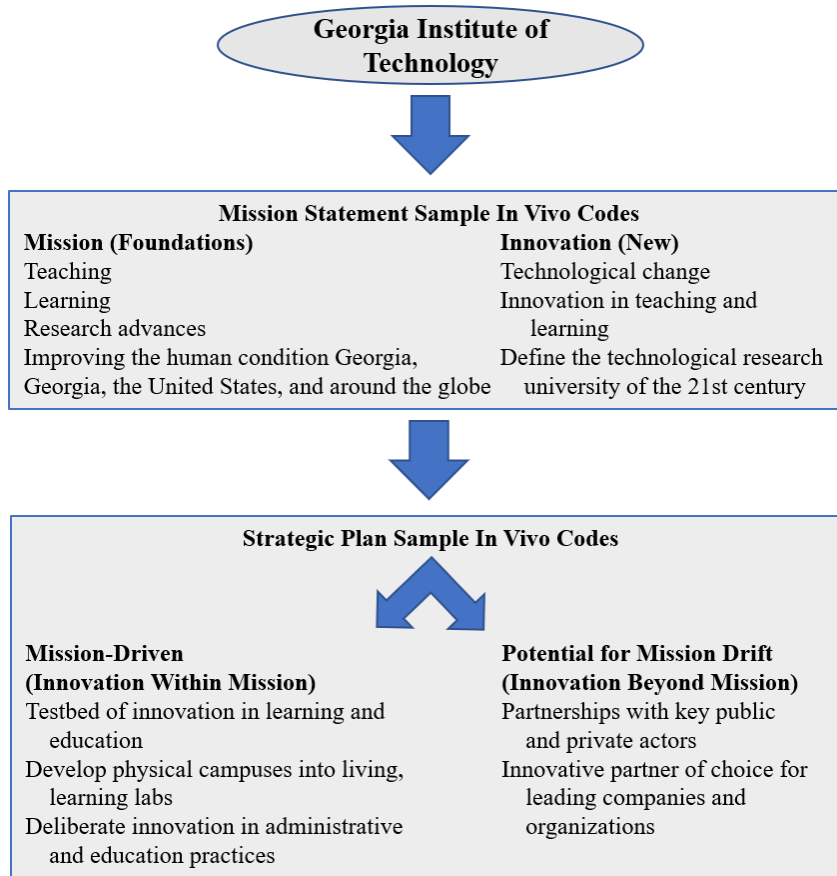 Georgia Institute of
Technology
Mission Statement Sample In Vivo Codes
Mission (Foundations)
Teaching
Learning
Research advances
Improving the human condition Georgia,
Georgia, the United States, and around the globe
Innovation (New)
Technological change
Innovation in teaching and
learning
Define the technological research
university of the 21st century
Strategic Plan Sample In Vivo Codes
Mission-Driven
(Innovation Within Mission)
Testbed of innovation in learning and
education
Develop physical campuses into living,
learning labs
Deliberate innovation in administrative
and education practices
Potential for Mission Drift
(Innovation Beyond Mission)
Partnerships with key public
and private actors
Innovative partner of choice for
leading companies and
organizations